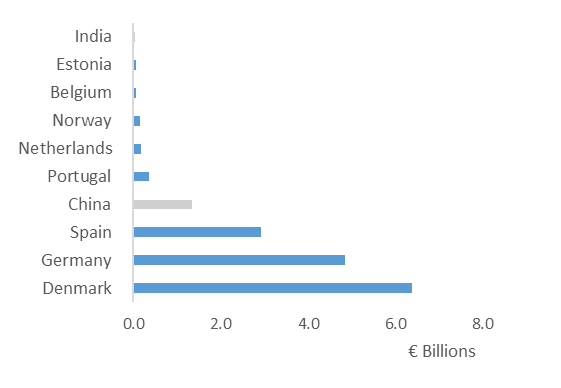 India
Estonia
Belgium
Norway
Netherlands
Portugal
China
Spain
Germany
Denmark
0.0 2.0 4.0 6.0 8.0
€ Billions